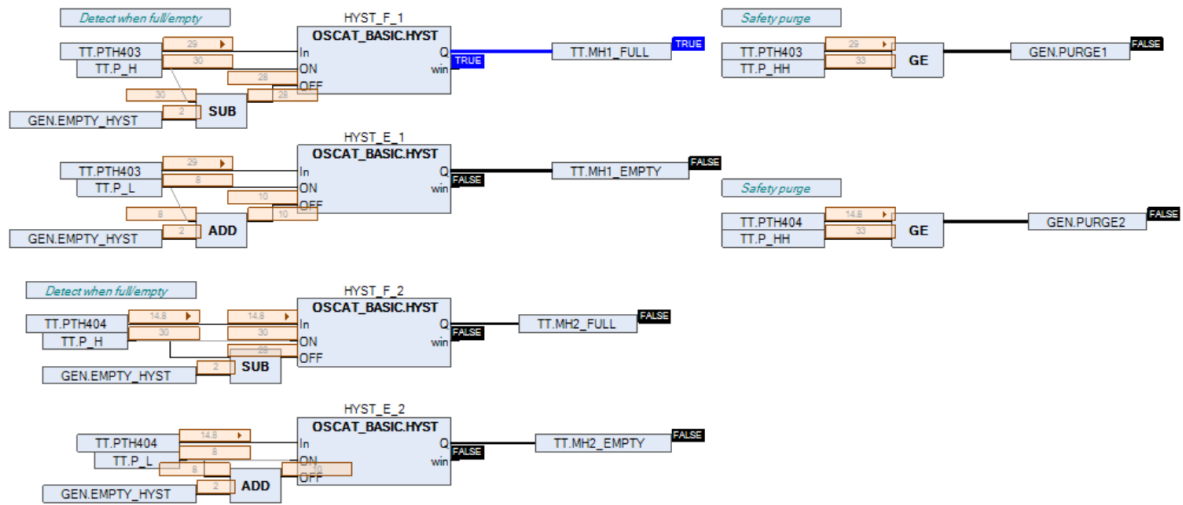 Detect when full/empty
HYST_F_1
OSCAT_BASIC.HYST
TT.PTH403 29 In Q TT.MH1_FULL TRUE
TT.P_H 30 ON win TRUE
28 OFF
30 SUB 28
GEN.EMPTY_HYST 2
HYST_E_1
OSCAT_BASIC.HYST
TT.PTH403 29 In Q TT.MH1_EMPTY FALSE
TT.P_L 8 ON win FALSE
10 OFF
8 ADD 10
GEN.EMPTY_HYST 2
Detect when full/empty
HYST_F_2
OSCAT_BASIC.HYST
TT.PTH404 14.8 14.8 In Q TT.MH2_FULL FALSE
TT.P_H 30 30 ON win FALSE
28 OFF
GEN.EMPTY_HYST 2 SUB
HYST_E_2
OSCAT_BASIC.HYST
TT.PTH404 14.8 In Q TT.MH2_EMPTY FALSE
TT.P_L 8 ON win FALSE
8 10 OFF
GEN.EMPTY_HYST 2 ADD
Safety purge
TT.PTH403 29 GE GEN.PURGE1 FALSE
TT.P_HH 33
Safety purge
TT.PTH404 14.8 GE GEN.PURGE2 FALSE
TT.P_HH 33